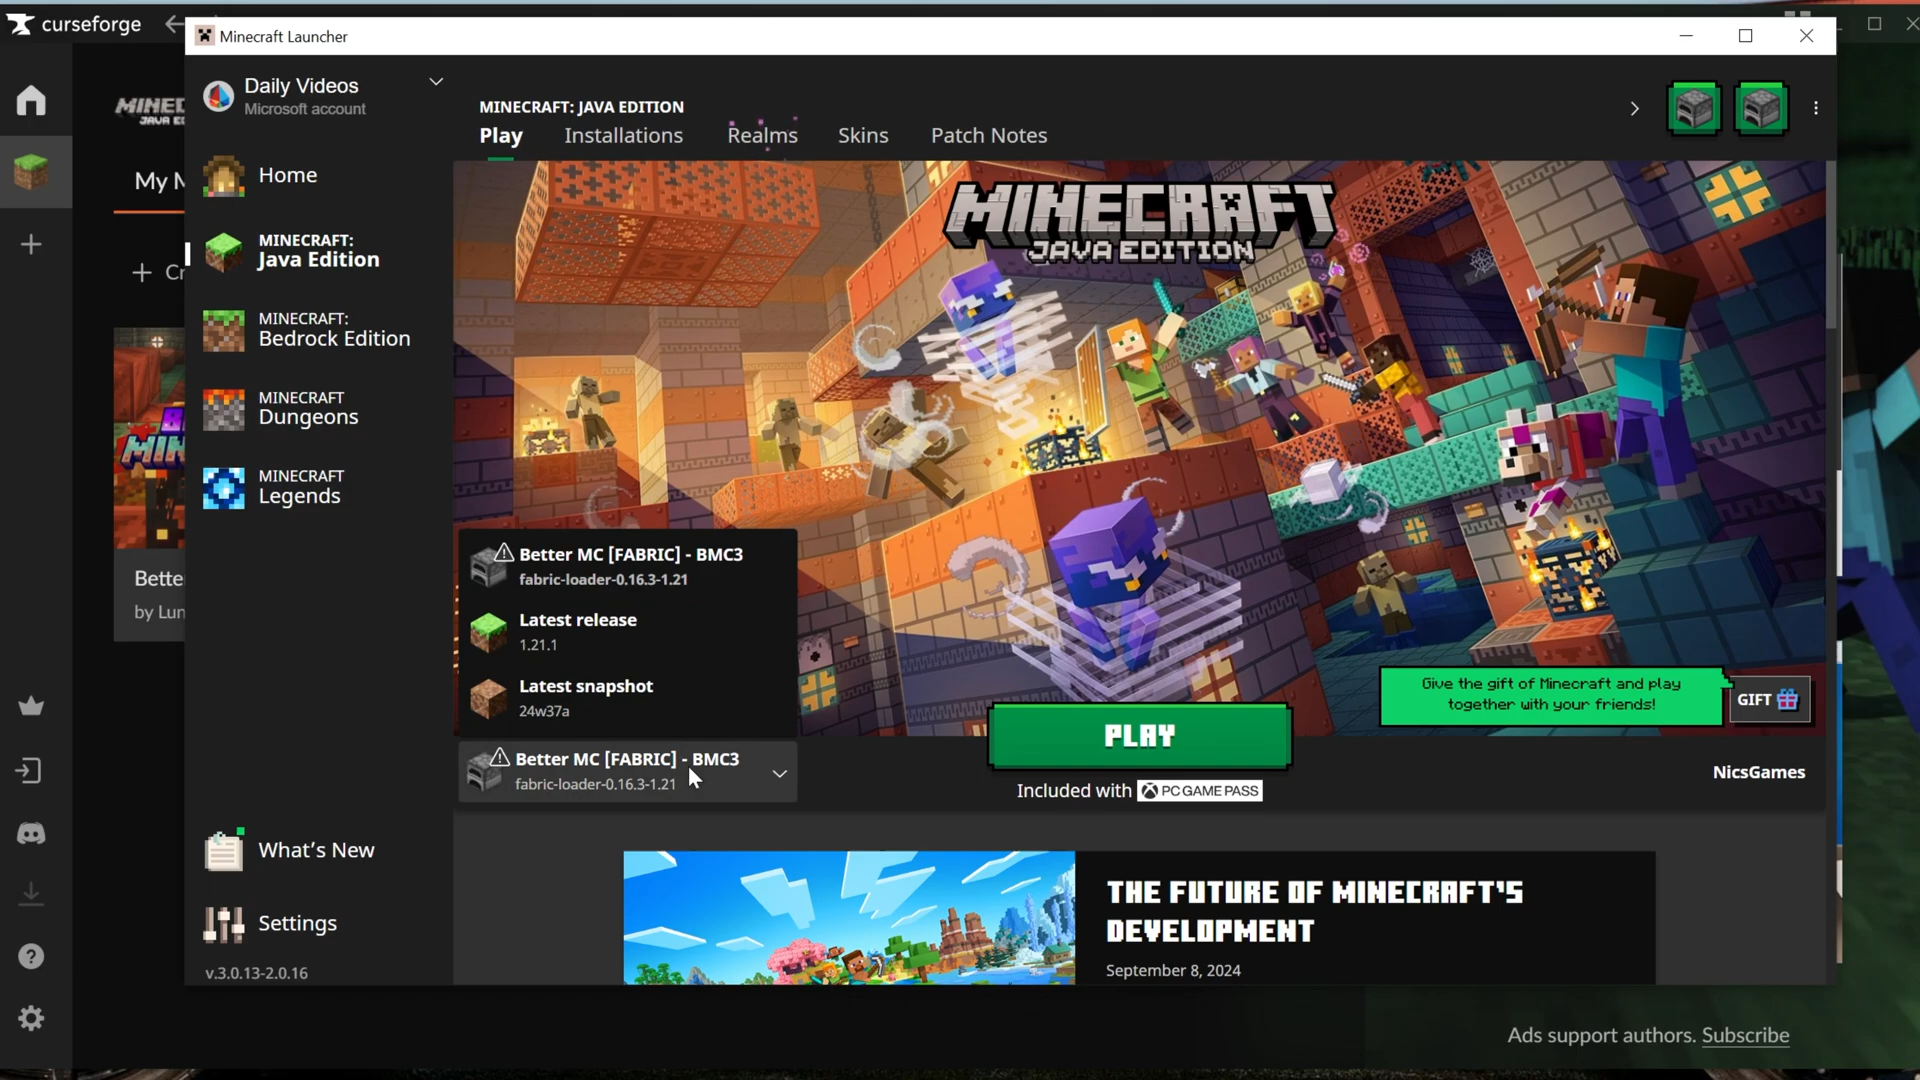 curseforge
Minecraft Launcher
Daily Videos
Microsoft account
Home
MINECRAFT:
Java Edition
MINECRAFT:
Bedrock Edition
MINECRAFT
Dungeons
MINECRAFT
Legends
What's New
Settings
v.3.0.13-2.0.16
MINECRAFT: JAVA EDITION
Play
Installations
Realms
Skins
Patch Notes
MINECRAFT
JAVA EDITION
Better MC [FABRIC] - BMC3
fabric-loader-0.16.3-1.21
Latest release
1.21.1
Latest snapshot
24w37a
Better MC [FABRIC] - BMC3
fabric-loader-0.16.3-1.21
PLAY
Included with PC GAME PASS
Give the gift of Minecraft and play
together with your friends!
GIFT
NicsGames
THE FUTURE OF MINECRAFT'S
DEVELOPMENT
September 8, 2024
My M
Bette
by Lun
Ads support authors. Subscribe